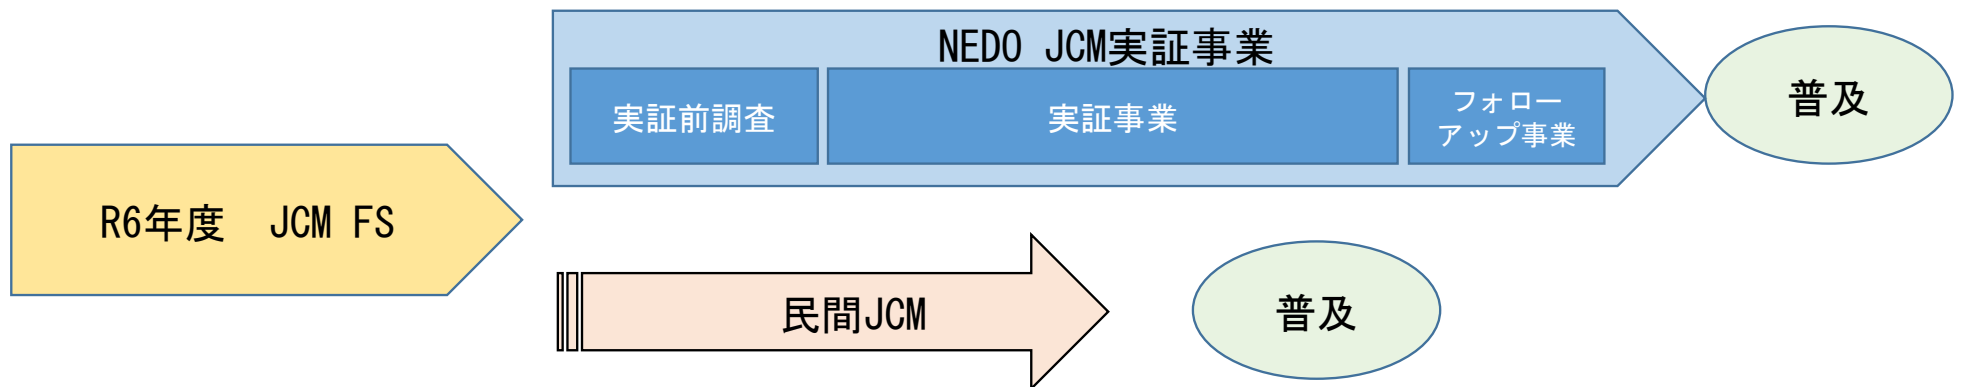 NEDO JCM実証事業
実証前調査
実証事業
フォロー
アップ事業
普及
R6年度　JCM FS
民間JCM
普及